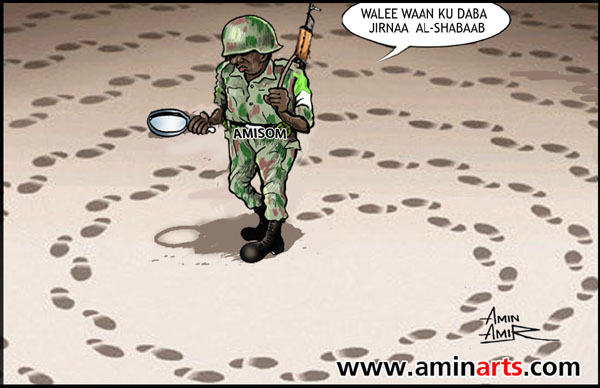 WALEE WAAN KU DABA
JIRNAA AL-SHABAAB
AMISOM
AMIN
AMIR
www.aminarts.com